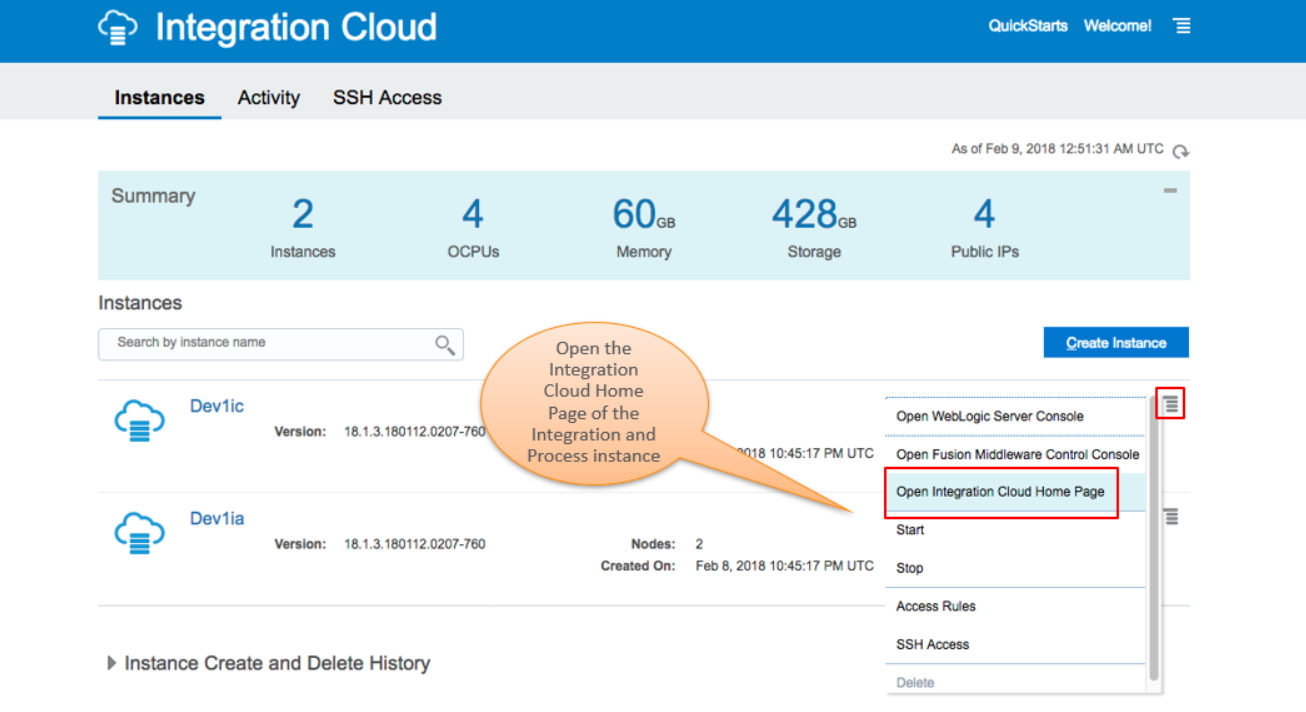 Integration Cloud
QuickStarts Welcome!
Instances Activity SSH Access
As of Feb 9, 2018 12:51:31 AM UTC
Summary
2
Instances
4
OCPUs
60 GB
Memory
428 GB
Storage
4
Public IPs
Instances
Search by instance name
Create Instance
Open the
Integration
Cloud Home
Page of the
Integration and
Process instance
Dev1ic
Version: 18.1.3.180112.0207-760
2018 10:45:17 PM UTC
Dev1ia
Version: 18.1.3.180112.0207-760
Nodes: 2
Created On: Feb 8, 2018 10:45:17 PM UTC
Open WebLogic Server Console
Open Fusion Middleware Control Console
Open Integration Cloud Home Page
Start
Stop
Access Rules
SSH Access
Delete
Instance Create and Delete History